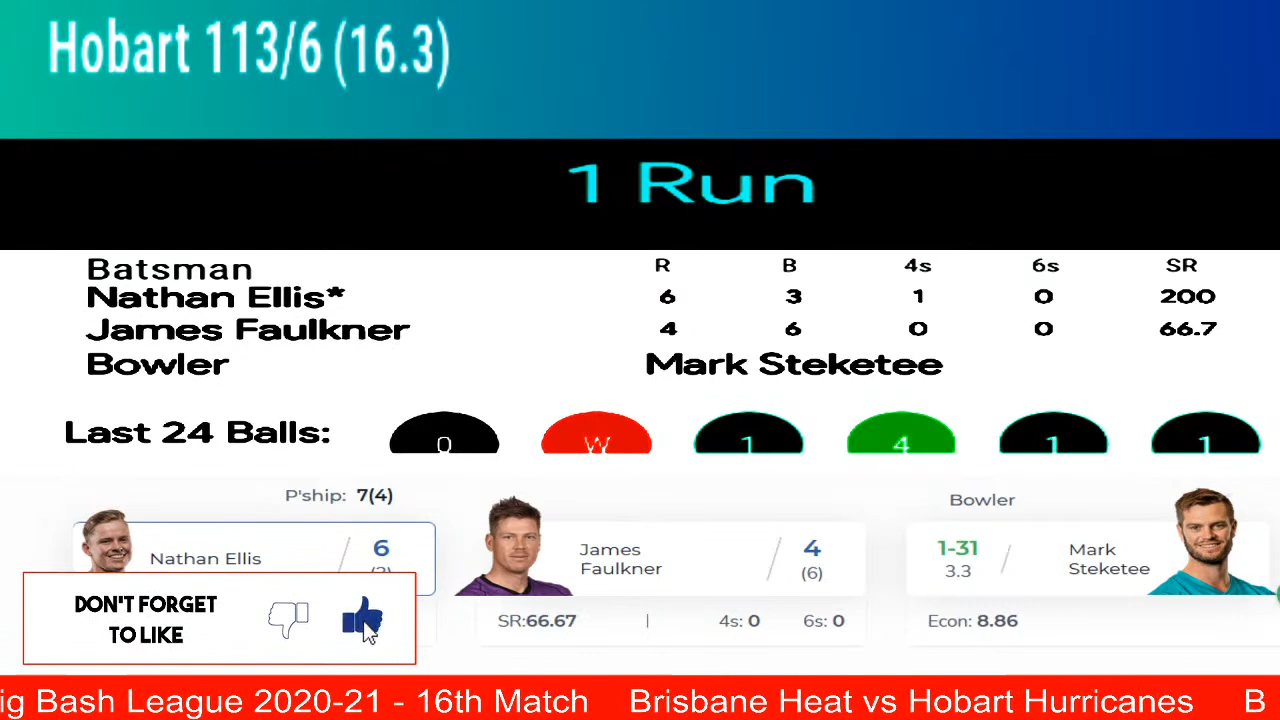 Hobart 113/6 (16.3)
1 Run
Batsman R B 4s 6s SR
Nathan Ellis* 6 3 1 0 200
James Faulkner 4 6 0 0 66.7
Bowler Mark Steketee
Last 24 Balls: 0 W 1 4 1 1
P'ship: 7(4)
Nathan Ellis 6
James Faulkner 4 (6)
SR:66.67 4s: 0 6s: 0
Bowler
1-31 3.3 Mark Steketee
Econ: 8.86
DON'T FORGET
TO LIKE
ig Bash League 2020-21 - 16th Match Brisbane Heat vs Hobart Hurricanes B